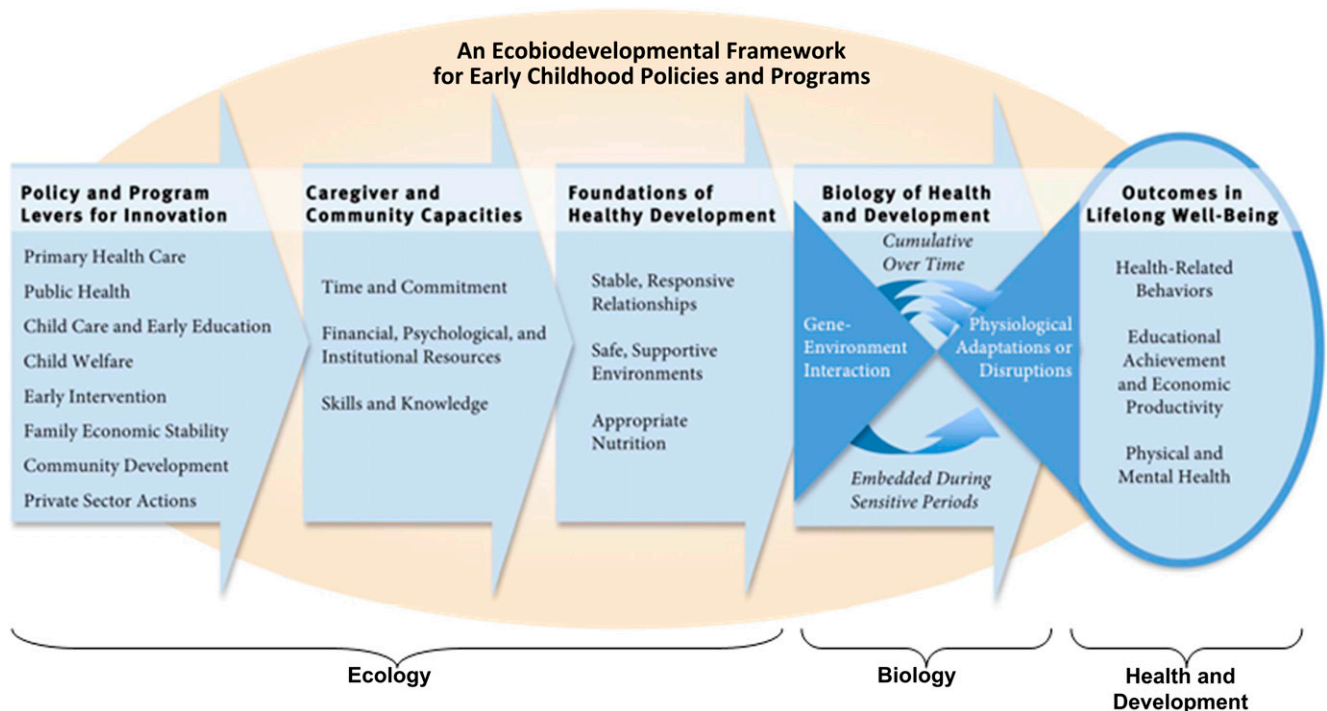 An Ecobiodevelopmental Framework
for Early Childhood Policies and Programs
Policy and Program
Levers for Innovation
Primary Health Care
Public Health
Child Care and Early Education
Child Welfare
Early Intervention
Family Economic Stability
Community Development
Private Sector Actions
Caregiver and
Community Capacities
Time and Commitment
Financial, Psychological, and
Institutional Resources
Skills and Knowledge
Foundations of
Healthy Development
Stable, Responsive
Relationships
Safe, Supportive
Environments
Appropriate
Nutrition
Biology of Health
and Development
Cumulative
Over Time
Gene-
Environment
Interaction
Physiological
Adaptations or
Disruptions
Embedded During
Sensitive Periods
Outcomes in
Lifelong Well-Being
Health-Related
Behaviors
Educational
Achievement
and Economic
Productivity
Physical and
Mental Health
Ecology
Biology
Health and
Development